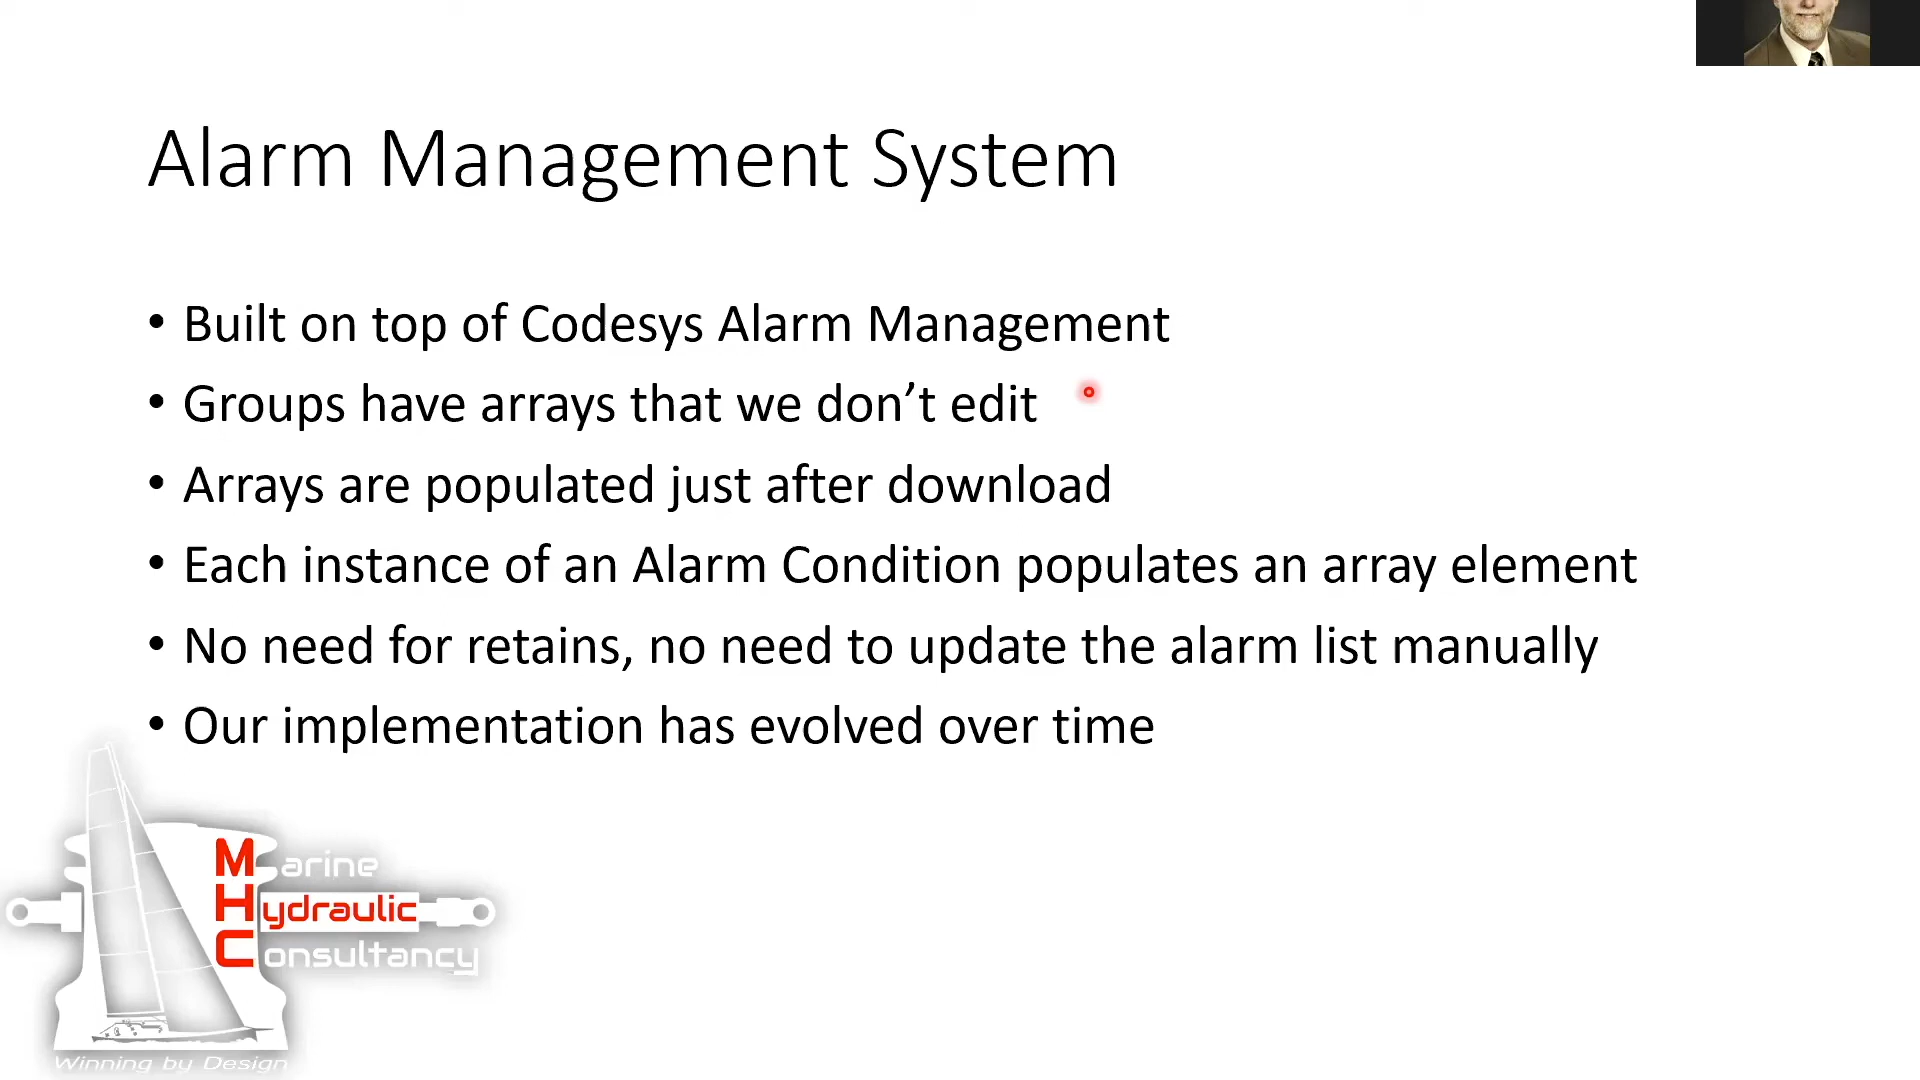 Alarm Management System
• Built on top of Codesys Alarm Management
• Groups have arrays that we don’t edit
• Arrays are populated just after download
• Each instance of an Alarm Condition populates an array element
• No need for retains, no need to update the alarm list manually
• Our implementation has evolved over time
Marine
Hydraulic
Consultancy
Winning by Design